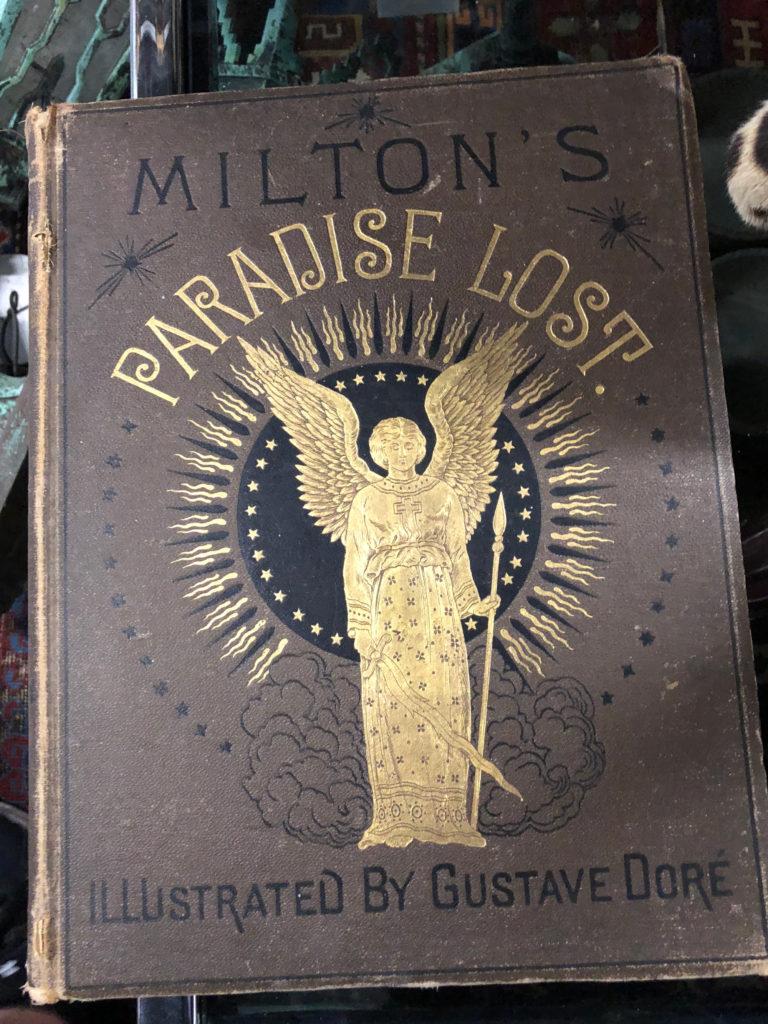 MILTON'S
PARADISE LOST.
ILLUSTRATED BY GUSTAVE DORÉ